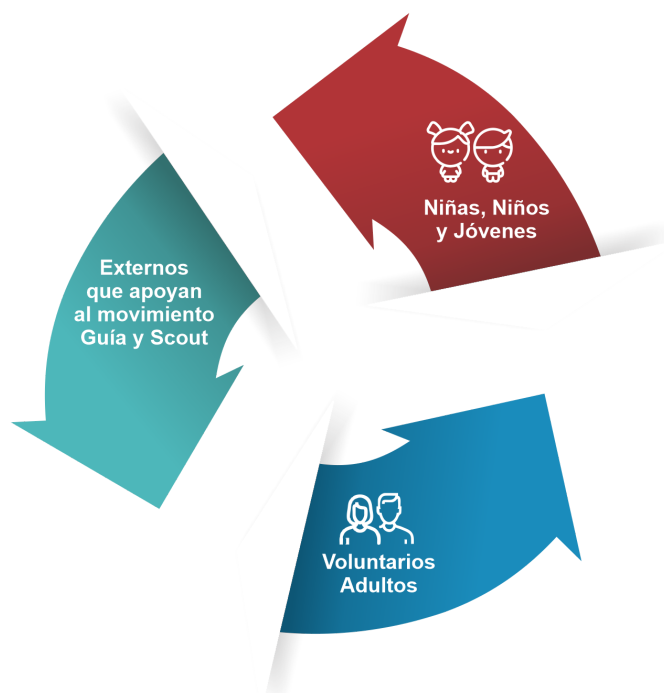 Niñas, Niños
y Jóvenes
Externos
que apoyan
al movimiento
Guía y Scout
Voluntarios
Adultos